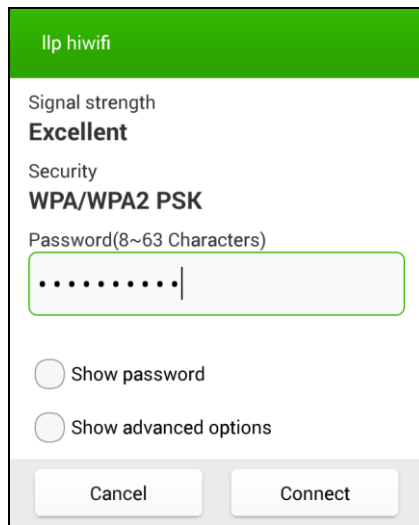 llp hiwifi
Signal strength
Excellent
Security
WPA/WPA2 PSK
Password(8~63 Characters)
••••••••••
Show password
Show advanced options
Cancel Connect